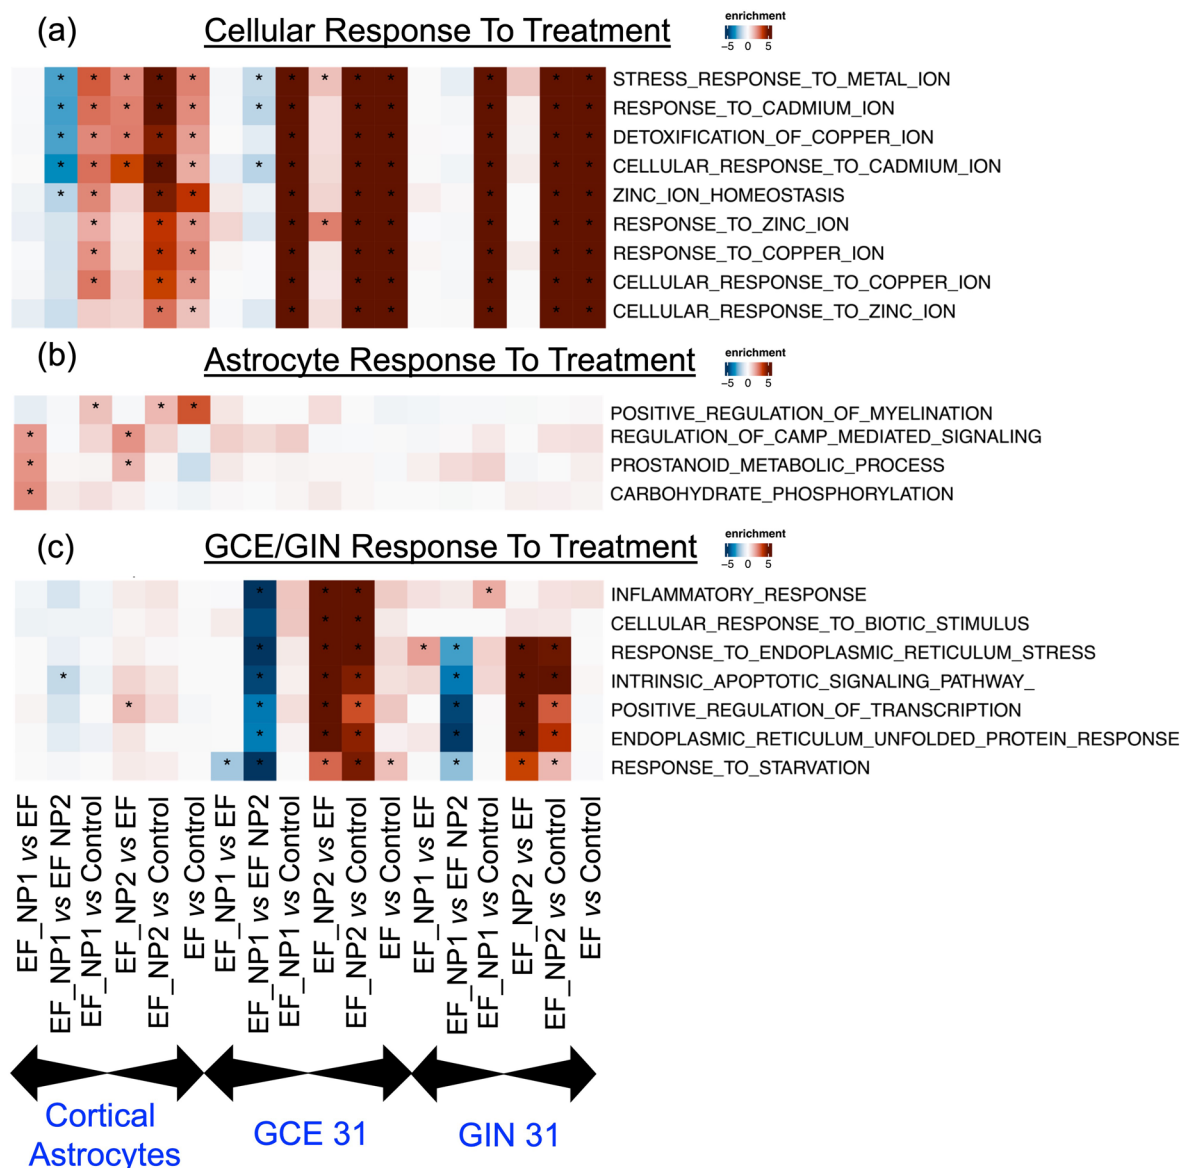 (a)
Cellular Response To Treatment
enrichment
−5 0 5
STRESS_RESPONSE_TO_METAL_ION
RESPONSE_TO_CADMIUM_ION
DETOXIFICATION_OF_COPPER_ION
CELLULAR_RESPONSE_TO_CADMIUM_ION
ZINC_ION_HOMEOSTASIS
RESPONSE_TO_ZINC_ION
RESPONSE_TO_COPPER_ION
CELLULAR_RESPONSE_TO_COPPER_ION
CELLULAR_RESPONSE_TO_ZINC_ION
(b)
Astrocyte Response To Treatment
enrichment
−5 0 5
POSITIVE_REGULATION_OF_MYELINATION
REGULATION_OF_CAMP_MEDIATED_SIGNALING
PROSTANOID_METABOLIC_PROCESS
CARBOHYDRATE_PHOSPHORYLATION
(c)
GCE/GIN Response To Treatment
enrichment
−5 0 5
INFLAMMATORY_RESPONSE
CELLULAR_RESPONSE_TO_BIOTIC_STIMULUS
RESPONSE_TO_ENDOPLASMIC_RETICULUM_STRESS
INTRINSIC_APOPTOTIC_SIGNALING_PATHWAY_
POSITIVE_REGULATION_OF_TRANSCRIPTION
ENDOPLASMIC_RETICULUM_UNFOLDED_PROTEIN_RESPONSE
RESPONSE_TO_STARVATION
EF_NP1 vs EF
EF_NP1 vs EF NP2
EF_NP1 vs Control
EF_NP2 vs EF
EF_NP2 vs Control
EF vs Control
EF_NP1 vs EF
EF_NP1 vs EF NP2
EF_NP1 vs Control
EF_NP2 vs EF
EF_NP2 vs Control
EF vs Control
EF_NP1 vs EF
EF_NP1 vs EF NP2
EF_NP1 vs Control
EF_NP2 vs EF
EF_NP2 vs Control
EF vs Control
Cortical
Astrocytes
GCE 31
GIN 31